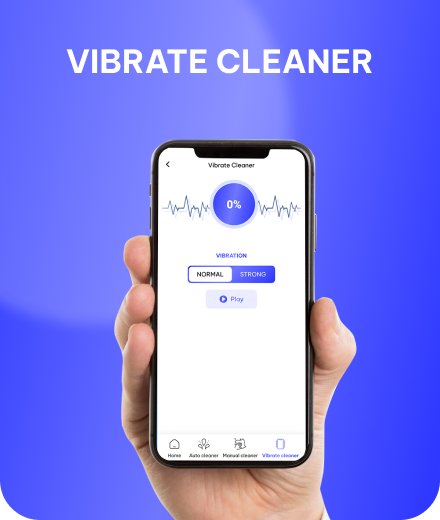 VIBRATE CLEANER
Vibrate Cleaner
0%
VIBRATION
NORMAL STRONG
Play
Home Auto cleaner Manual cleaner Vibrate cleaner